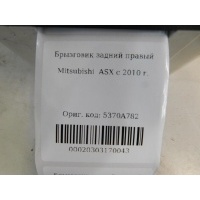 Брызговик задний правый
Mitsubishi ASX с 2010 г.
Ориг. код: 5370A782
00020303170043